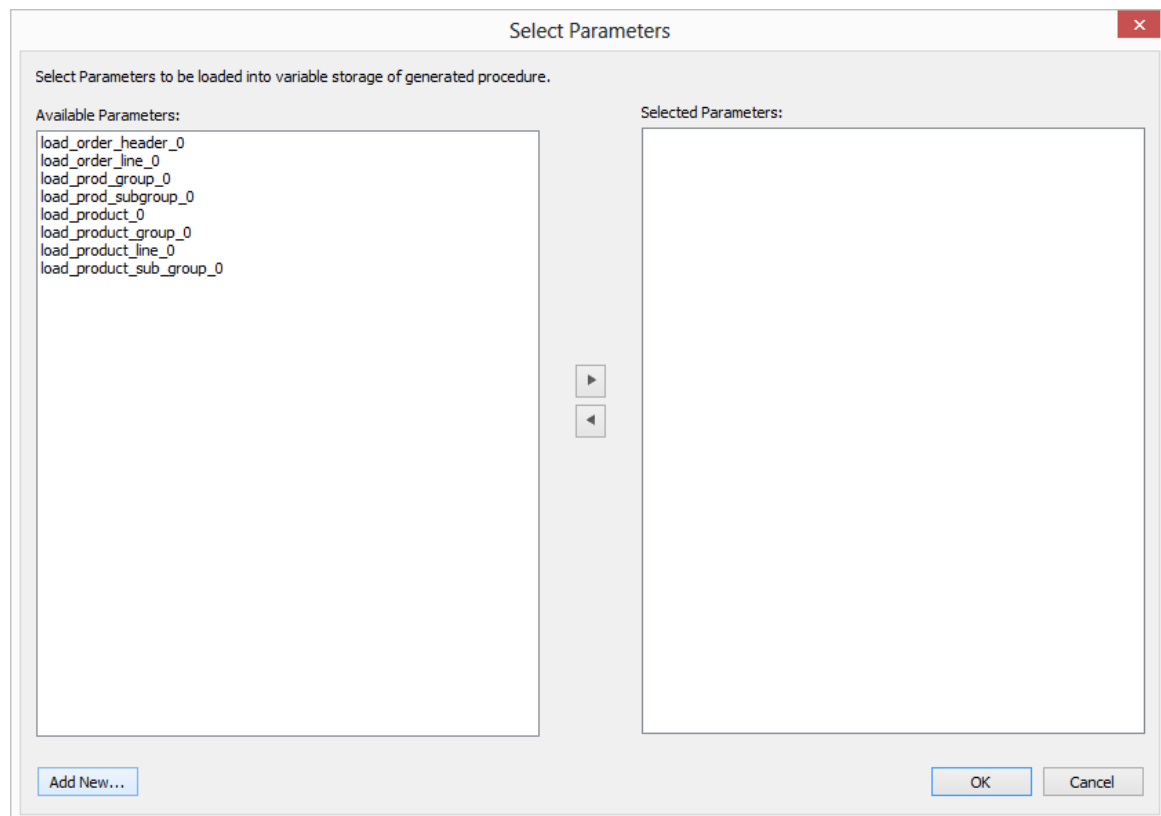 Select Parameters
Select Parameters to be loaded into variable storage of generated procedure.
Available Parameters:
Selected Parameters:
load_order_header_0
load_order_line_0
load_prod_group_0
load_prod_subgroup_0
load_product_0
load_product_group_0
load_product_line_0
load_product_sub_group_0
Add New...
OK
Cancel